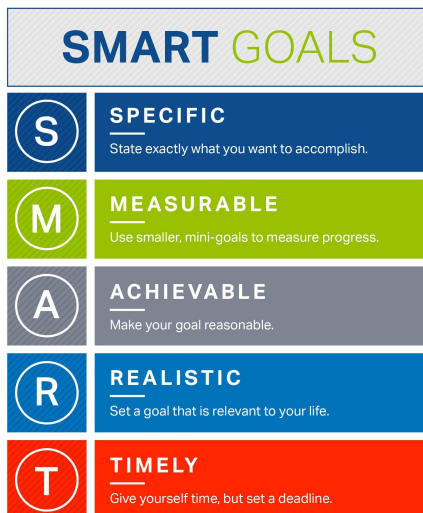 SMART GOALS
S
SPECIFIC
State exactly what you want to accomplish.
M
MEASURABLE
Use smaller, mini-goals to measure progress.
A
ACHIEVABLE
Make your goal reasonable.
R
REALISTIC
Set a goal that is relevant to your life.
T
TIMELY
Give yourself time, but set a deadline.